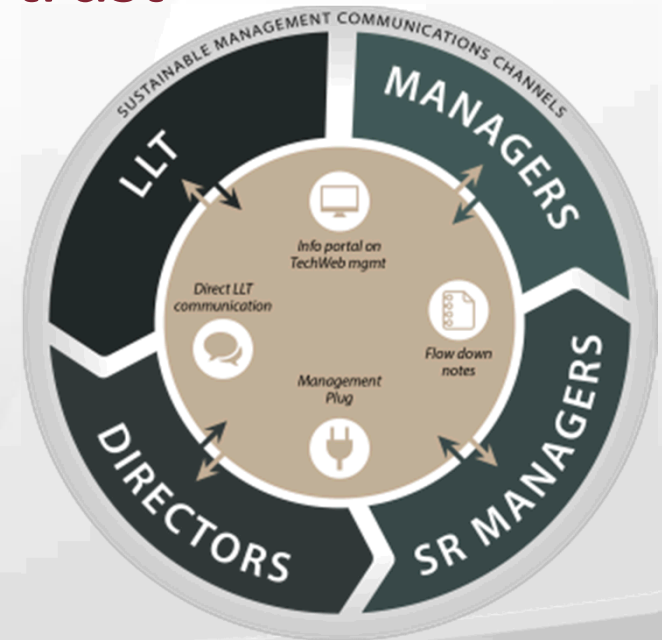 trust
SUSTAINABLE MANAGEMENT COMMUNICATIONS CHANNELS
LLT
MANAGERS
Info portal on
TechWeb mgmt
Direct LLT
communication
Flow down
notes
Management
Plug
DIRECTORS
SR MANAGERS